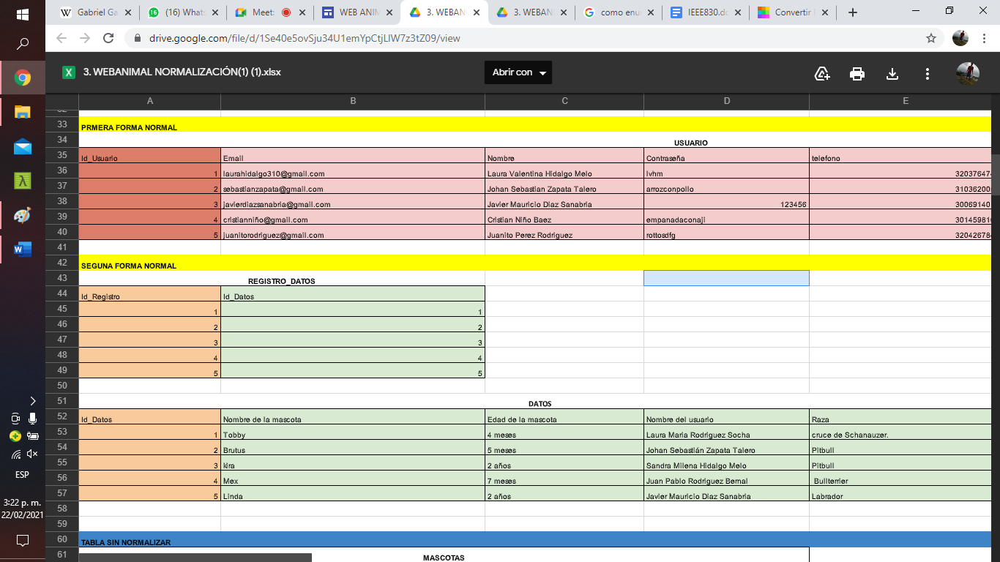 Gabriel Ga
(16) What
Meet:
WEB ANIM
3. WEBAN
3. WEBAN
como enu
IEEE830.do
Convertir
drive.google.com/file/d/1Se40e5ovSju34U1emYpCtjLIW7z3tZ09/view
3. WEBANIMAL NORMALIZACIÓN(1) (1).xlsx
Abrir con
A B C D E
33 PRMERA FORMA NORMAL
34 USUARIO
35 Id_Usuario Email Nombre Contraseña telefono
36 1 laurahidalgo310@gmail.com Laura Valentina Hidalgo Melo lvhm 32037647
37 2 sebastianzapata@gmail.com Johan Sebastian Zapata Talero arrozconpollo 31036200
38 3 javierdiazsanabria@gmail.com Javier Mauricio Diaz Sanabria 123456 30069140
39 4 cristianniño@gmail.com Cristian Niño Baez empanadaconaji 30145981
40 5 juanitorodriguez@gmail.com Juanito Perez Rodriguez rottosdfg 32042678
41
42 SEGUNA FORMA NORMAL
43 REGISTRO_DATOS
44 Id_Registro Id_Datos
45 1 1
46 2 2
47 3 3
48 4 4
49 5 5
50
51 DATOS
52 Id_Datos Nombre de la mascota Edad de la mascota Nombre del usuario Raza
53 1 Tobby 4 meses Laura María Rodriguez Socha cruce de Schanauzer.
54 2 Brutus 5 meses Johan Sebastián Zapata Talero Pitbull
55 3 kira 2 años Sandra Milena Hidalgo Melo Pitbull
56 4 Mex 7 meses Juan Pablo Rodriguez Bernal Bullterrier
57 5 Linda 2 años Javier Mauricio Diaz Sanabria Labrador
58
59
60 TABLA SIN NORMALIZAR
61 MASCOTAS
ESP
3:22 p. m.
22/02/2021